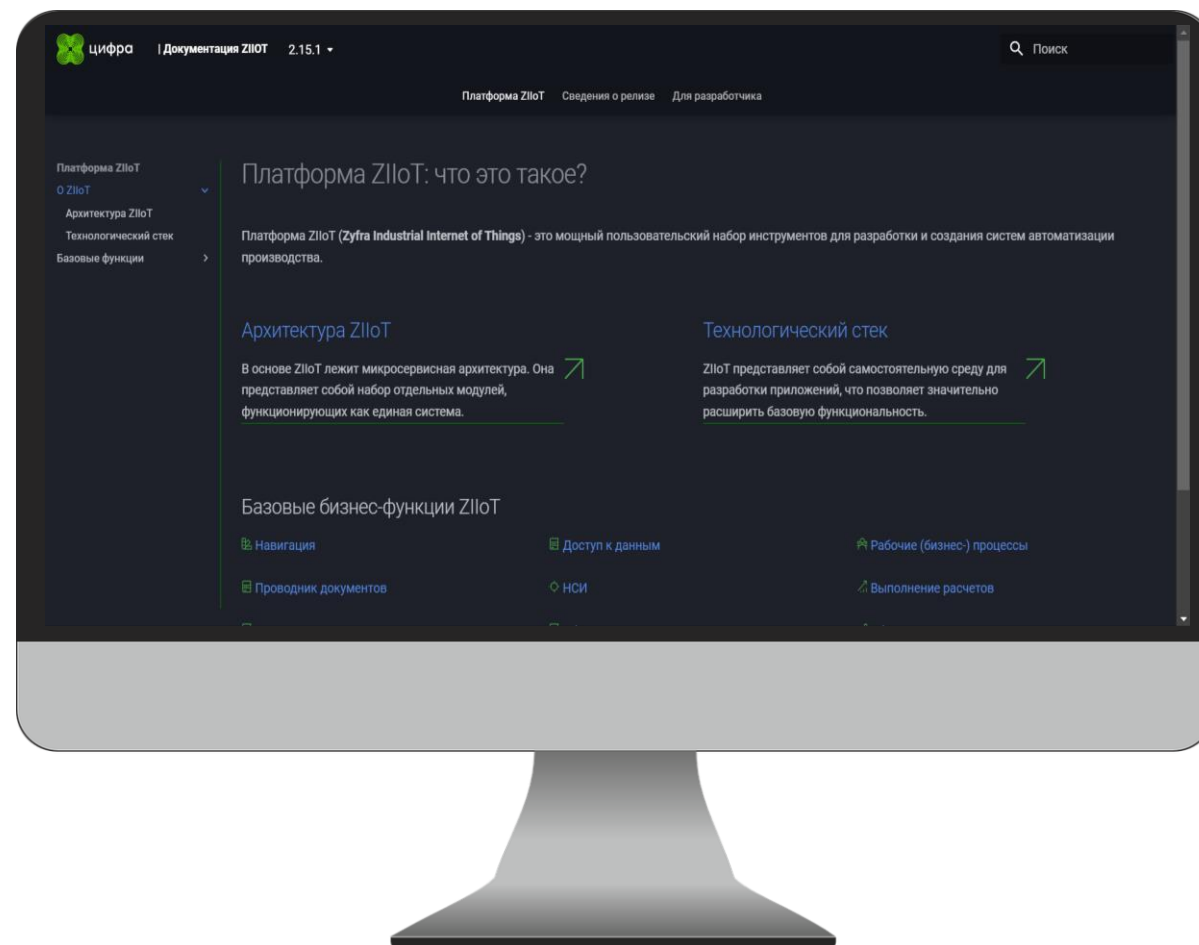 цифра | Документация ZIIOT 2.15.1
Поиск
Платформа ZIIoT Сведения о релизе Для разработчика
Платформа ZIIoT
О ZIIoT
Архитектура ZIIoT
Технологический стек
Базовые функции
Платформа ZIIoT: что это такое?
Платформа ZIIoT (Zyfra Industrial Internet of Things) - это мощный пользовательский набор инструментов для разработки и создания систем автоматизации
производства.
Архитектура ZIIoT
В основе ZIIoT лежит микросервисная архитектура. Она
представляет собой набор отдельных модулей,
функционирующих как единая система.
Технологический стек
ZIIoT представляет собой самостоятельную среду для
разработки приложений, что позволяет значительно
расширить базовую функциональность.
Базовые бизнес-функции ZIIoT
Навигация Доступ к данным Рабочие (бизнес-) процессы
Проводник документов НСИ Выполнение расчетов